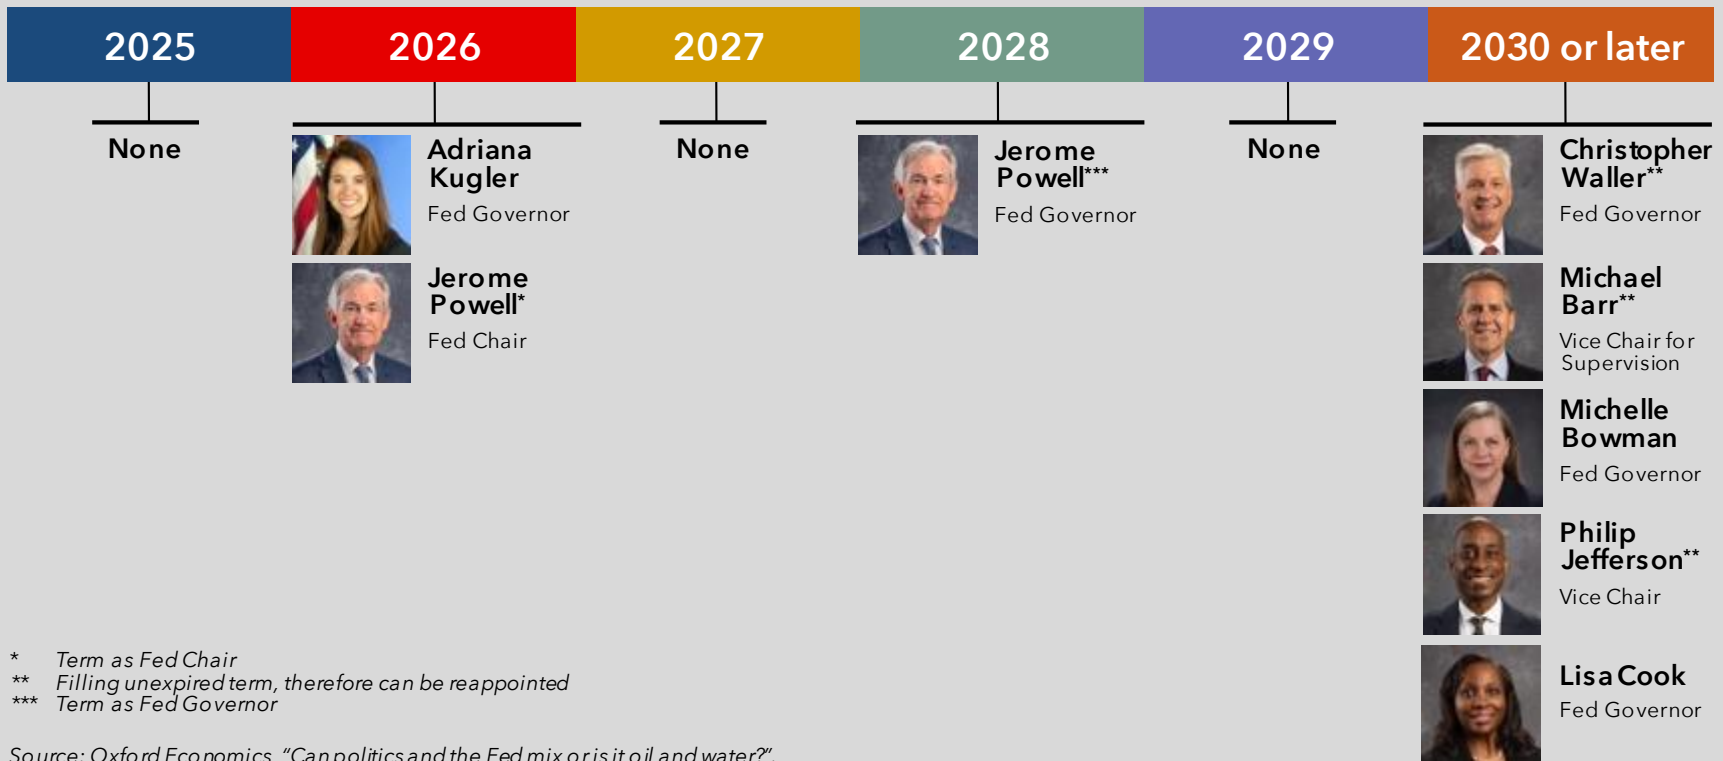 2025
2026
2027
2028
2029
2030 or later
None
Adriana
Kugler
Fed Governor
Jerome
Powell*
Fed Chair
None
Jerome
Powell***
Fed Governor
None
Christopher
Waller**
Fed Governor
Michael
Barr**
Vice Chair for
Supervision
Michelle
Bowman
Fed Governor
Philip
Jefferson**
Vice Chair
Lisa Cook
Fed Governor
* Term as Fed Chair
** Filling unexpired term, therefore can be reappointed
*** Term as Fed Governor
Source: Oxford Economics, “Can politics and the Fed mix or is it oil and water?”.